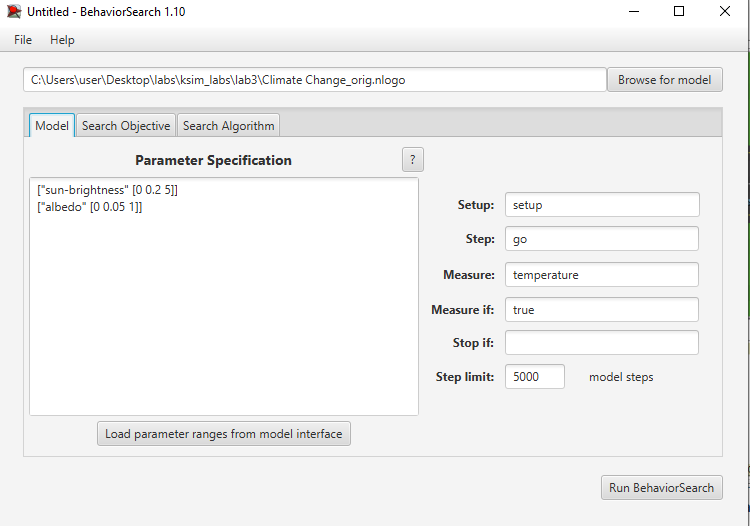 Untitled - BehaviorSearch 1.10
File Help
C:\Users\user\Desktop\labs\ksim_labs\lab3\Climate Change_orig.nlogo
Browse for model
Model Search Objective Search Algorithm
Parameter Specification
?
["sun-brightness" [0 0.2 5]]
["albedo" [0 0.05 1]]
Setup: setup
Step: go
Measure: temperature
Measure if: true
Stop if:
Step limit: 5000 model steps
Load parameter ranges from model interface
Run BehaviorSearch